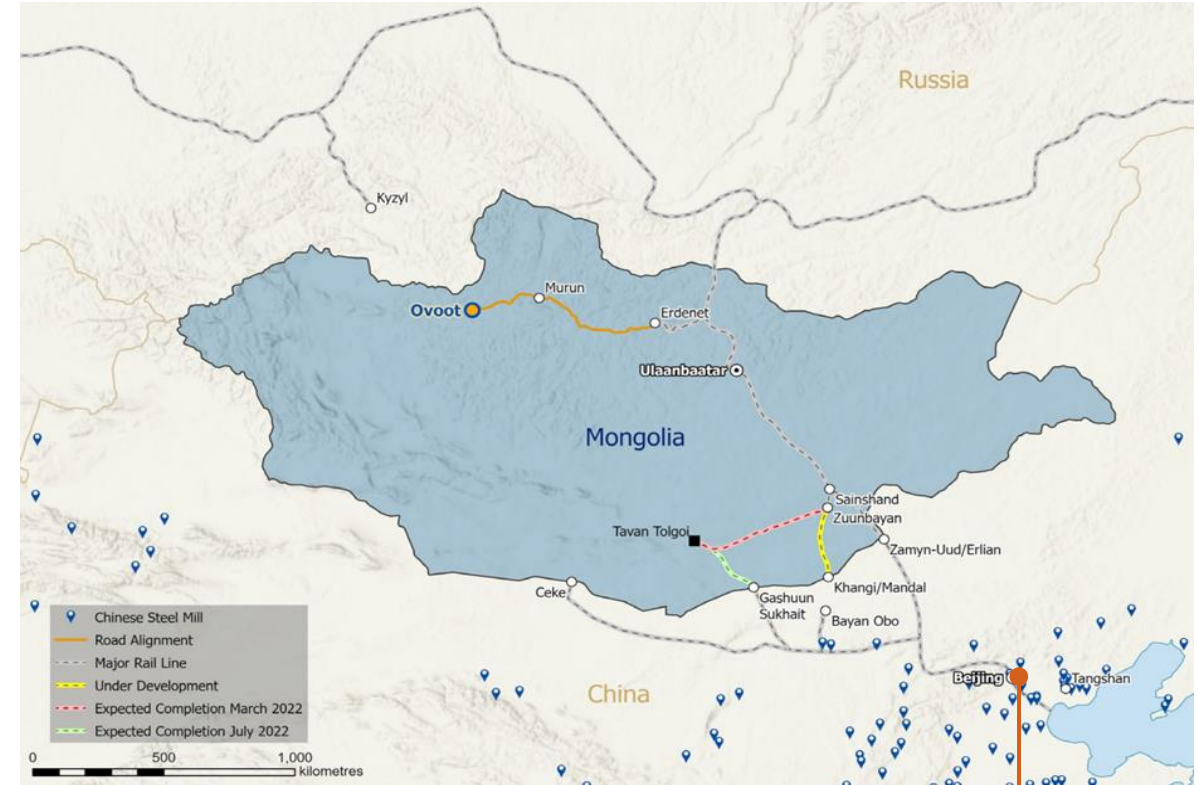 Russia
Kyzyl
Murun
Ovoot
Erdenet
Ulaanbaatar
Mongolia
Sainshand
Zuunbayan
Tavan Tolgoi
Zamyn-Uud/Erlian
Khangi/Mandal
Ceke
Gashuun
Sukhait
Bayan Obo
China
Beijing
Tangshan
Chinese Steel Mill
Road Alignment
Major Rail Line
Under Development
Expected Completion March 2022
Expected Completion July 2022
0 500 1,000
kilometres